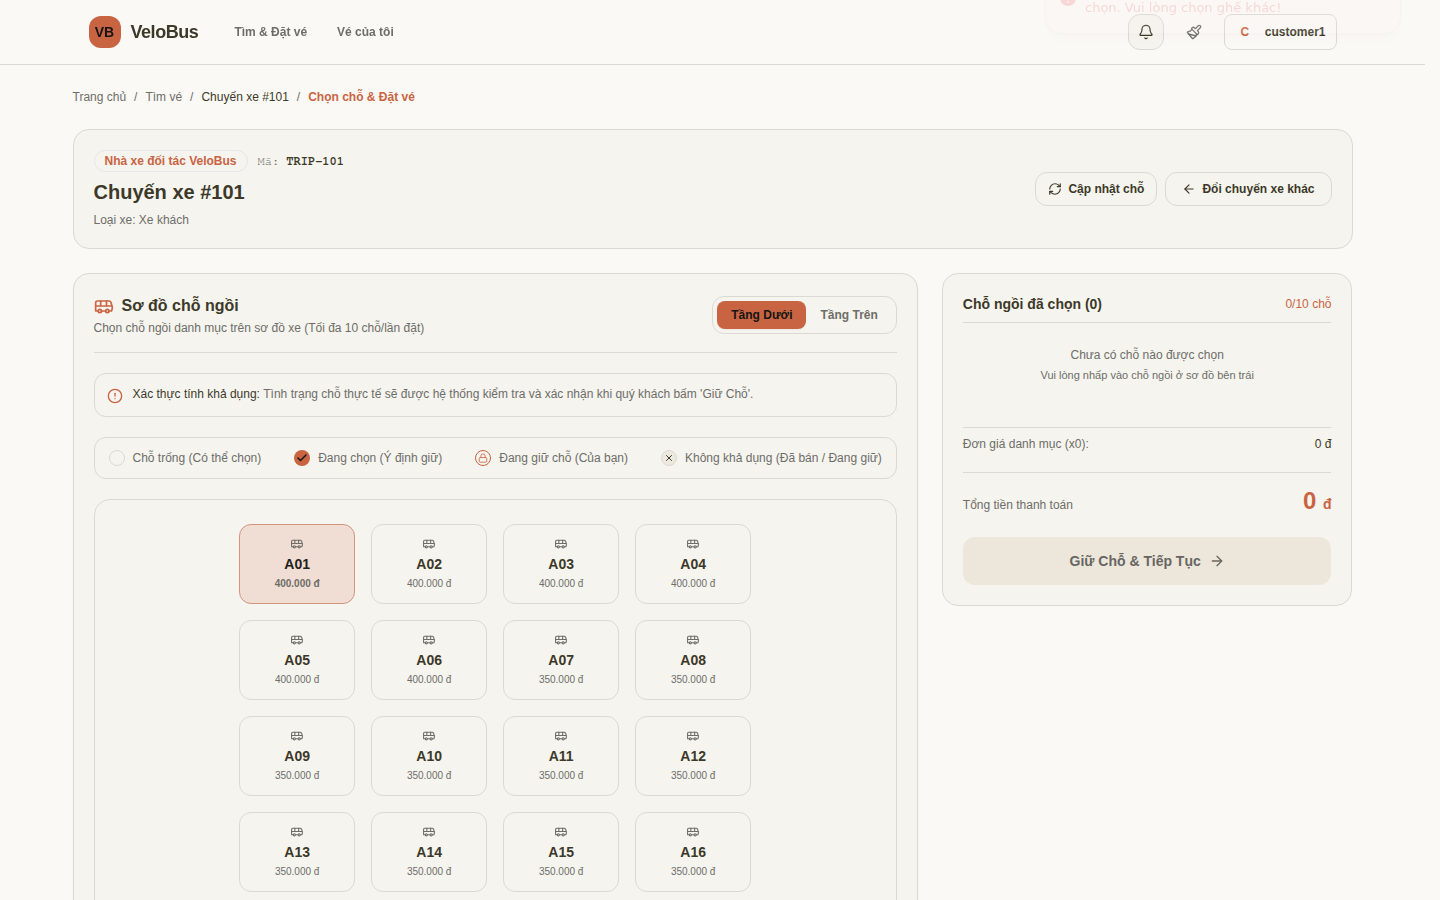 chọn. Vui lòng chọn ghế khác!
VB VeloBus Tìm & Đặt vé Vé của tôi C customer1
Trang chủ / Tìm vé / Chuyến xe #101 / Chọn chỗ & Đặt vé
Nhà xe đối tác VeloBus Mã: TRIP-101
Chuyến xe #101
Loại xe: Xe khách
Cập nhật chỗ Đổi chuyến xe khác
Sơ đồ chỗ ngồi
Chọn chỗ ngồi danh mục trên sơ đồ xe (Tối đa 10 chỗ/lần đặt)
Tầng Dưới Tầng Trên
Xác thực tính khả dụng: Tình trạng chỗ thực tế sẽ được hệ thống kiểm tra và xác nhận khi quý khách bấm 'Giữ Chỗ'.
Chỗ trống (Có thể chọn) Đang chọn (Ý định giữ) Đang giữ chỗ (Của bạn) Không khả dụng (Đã bán / Đang giữ)
A01 A02 A03 A04
400.000 đ 400.000 đ 400.000 đ 400.000 đ
A05 A06 A07 A08
400.000 đ 400.000 đ 350.000 đ 350.000 đ
A09 A10 A11 A12
350.000 đ 350.000 đ 350.000 đ 350.000 đ
A13 A14 A15 A16
350.000 đ 350.000 đ 350.000 đ 350.000 đ
Chỗ ngồi đã chọn (0) 0/10 chỗ
Chưa có chỗ nào được chọn
Vui lòng nhấp vào chỗ ngồi ở sơ đồ bên trái
Đơn giá danh mục (x0): 0 đ
Tổng tiền thanh toán 0 đ
Giữ Chỗ & Tiếp Tục